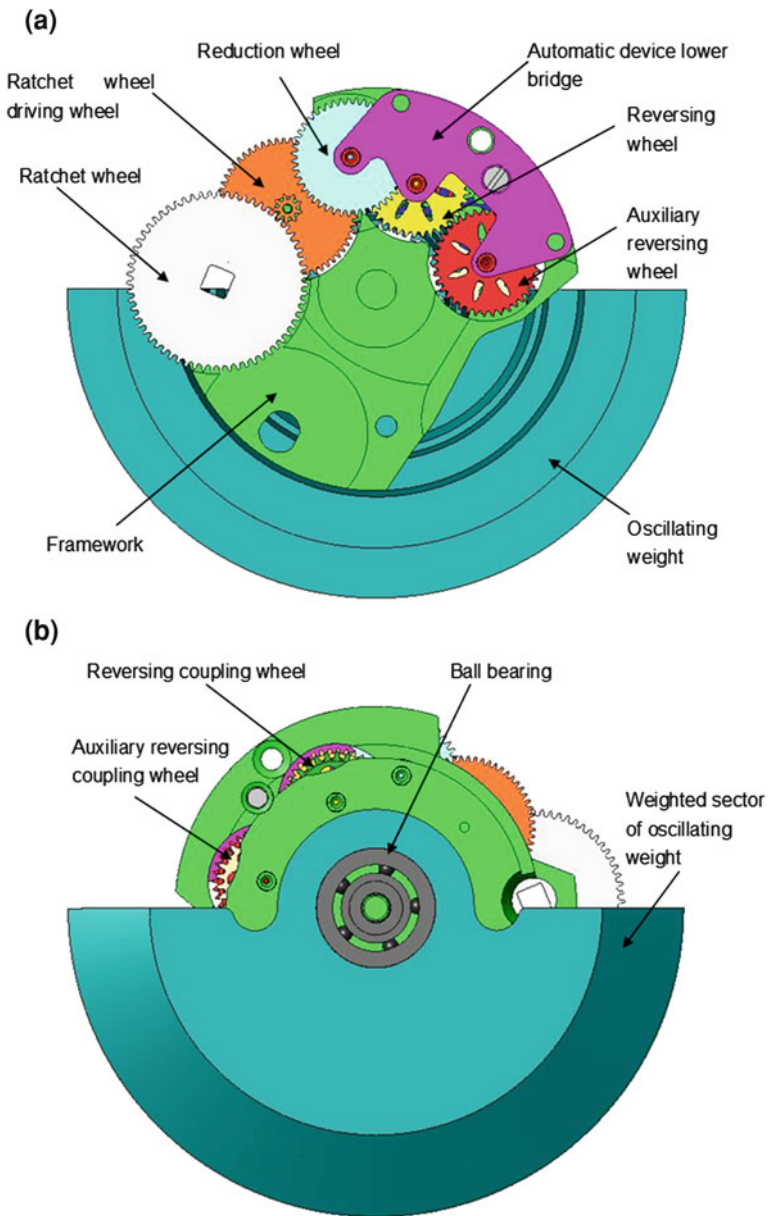 (a)
Reduction wheel
Automatic device lower
bridge
Ratchet wheel
driving wheel
Reversing
wheel
Ratchet wheel
Auxiliary
reversing
wheel
Framework
Oscillating
weight
(b)
Reversing coupling wheel
Ball bearing
Auxiliary reversing
coupling wheel
Weighted sector
of oscillating
weight